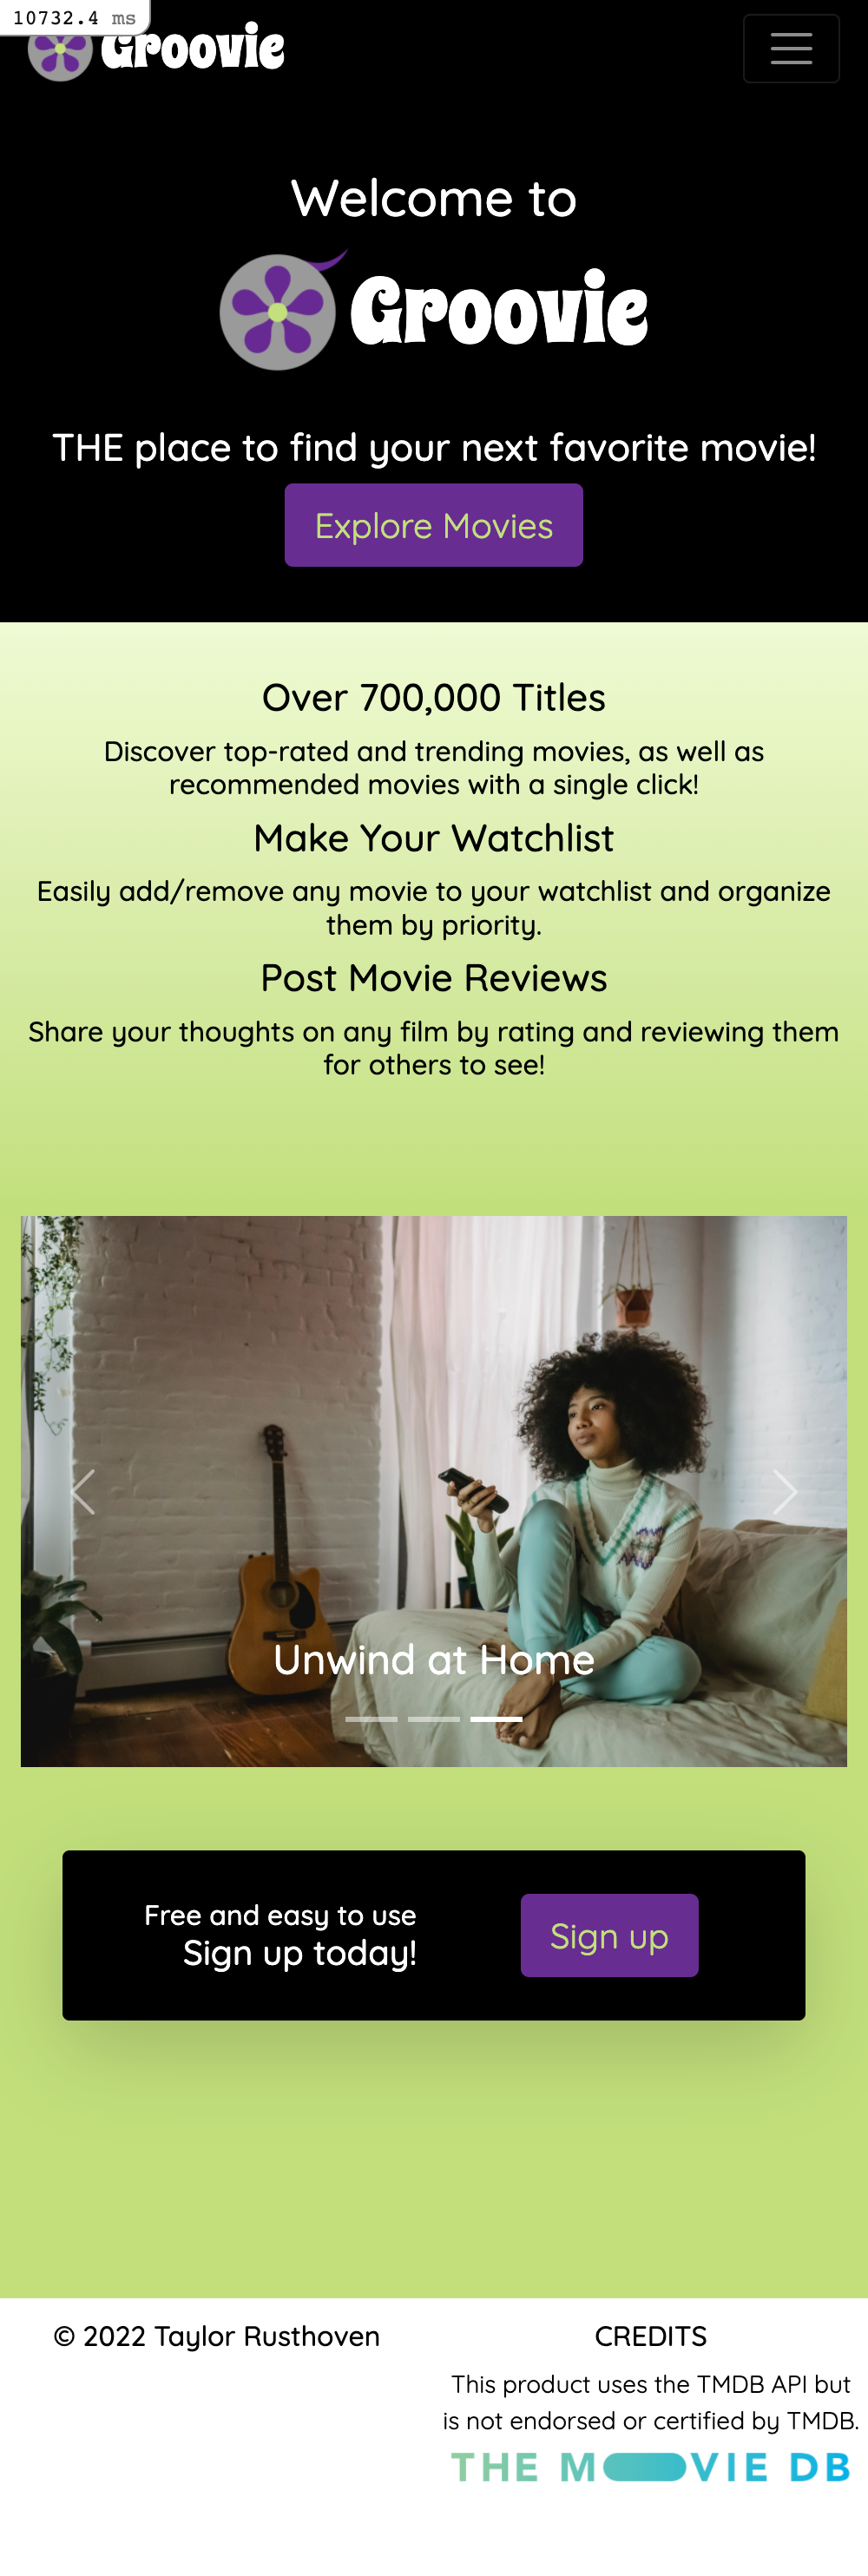 10732.4 ms
Groovie
Welcome to
Groovie
THE place to find your next favorite movie!
Explore Movies
Over 700,000 Titles
Discover top-rated and trending movies, as well as
recommended movies with a single click!
Make Your Watchlist
Easily add/remove any movie to your watchlist and organize
them by priority.
Post Movie Reviews
Share your thoughts on any film by rating and reviewing them
for others to see!
Unwind at Home
Free and easy to use
Sign up today!
Sign up
© 2022 Taylor Rusthoven
CREDITS
This product uses the TMDB API but
is not endorsed or certified by TMDB.
THE MOVIE DB